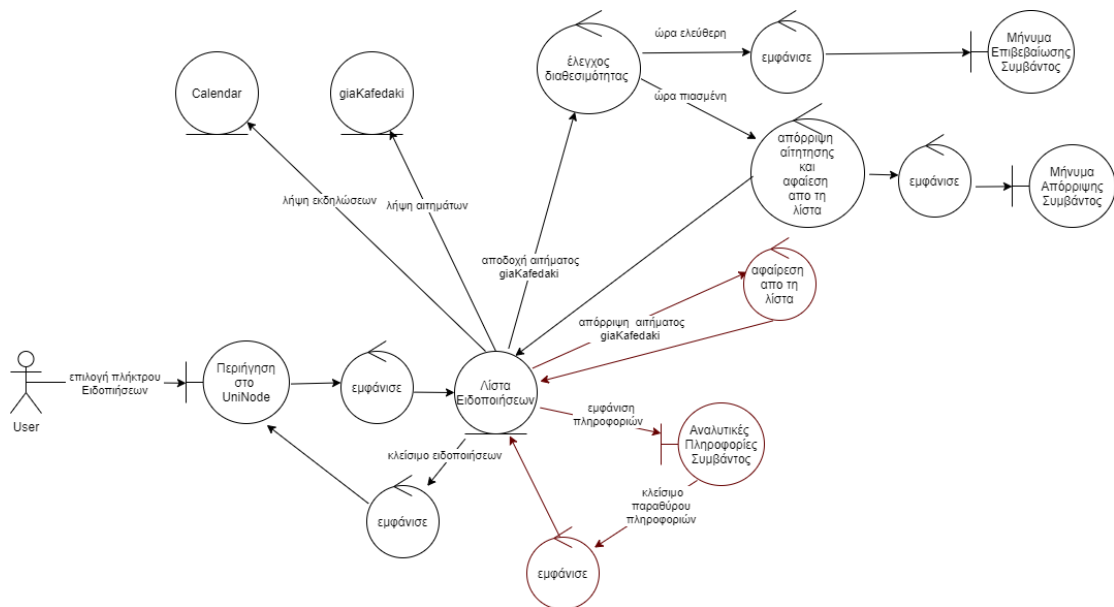 ώρα ελεύθερη
έλεγχος
διαθεσιμότητας
εμφάνισε
Μήνυμα
Επιβεβαίωσης
Συμβάντος
Calendar
giaKafedaki
ώρα πιασμένη
απόρριψη
αίτητησης
και
αφαίεση
απο τη
λίστα
εμφάνισε
Μήνυμα
Απόρριψης
Συμβάντος
λήψη εκδηλώσεων
λήψη αιτημάτων
αποδοχή αιτήματος
giaKafedaki
αφαίρεση
απο τη
λίστα
απόρριψη αιτήματος
giaKafedaki
User
επιλογή πλήκτρου
Ειδοπιήσεων
Περιήγηση
στο
UniNode
εμφάνισε
Λίστα
Ειδοποιήσεων
εμφάνιση
πληροφοριών
Αναλυτικές
Πληροφορίες
Συμβάντος
κλείσιμο ειδοποιήσεων
κλείσιμο
παραθύρου
πληροφοριών
εμφάνισε
εμφάνισε